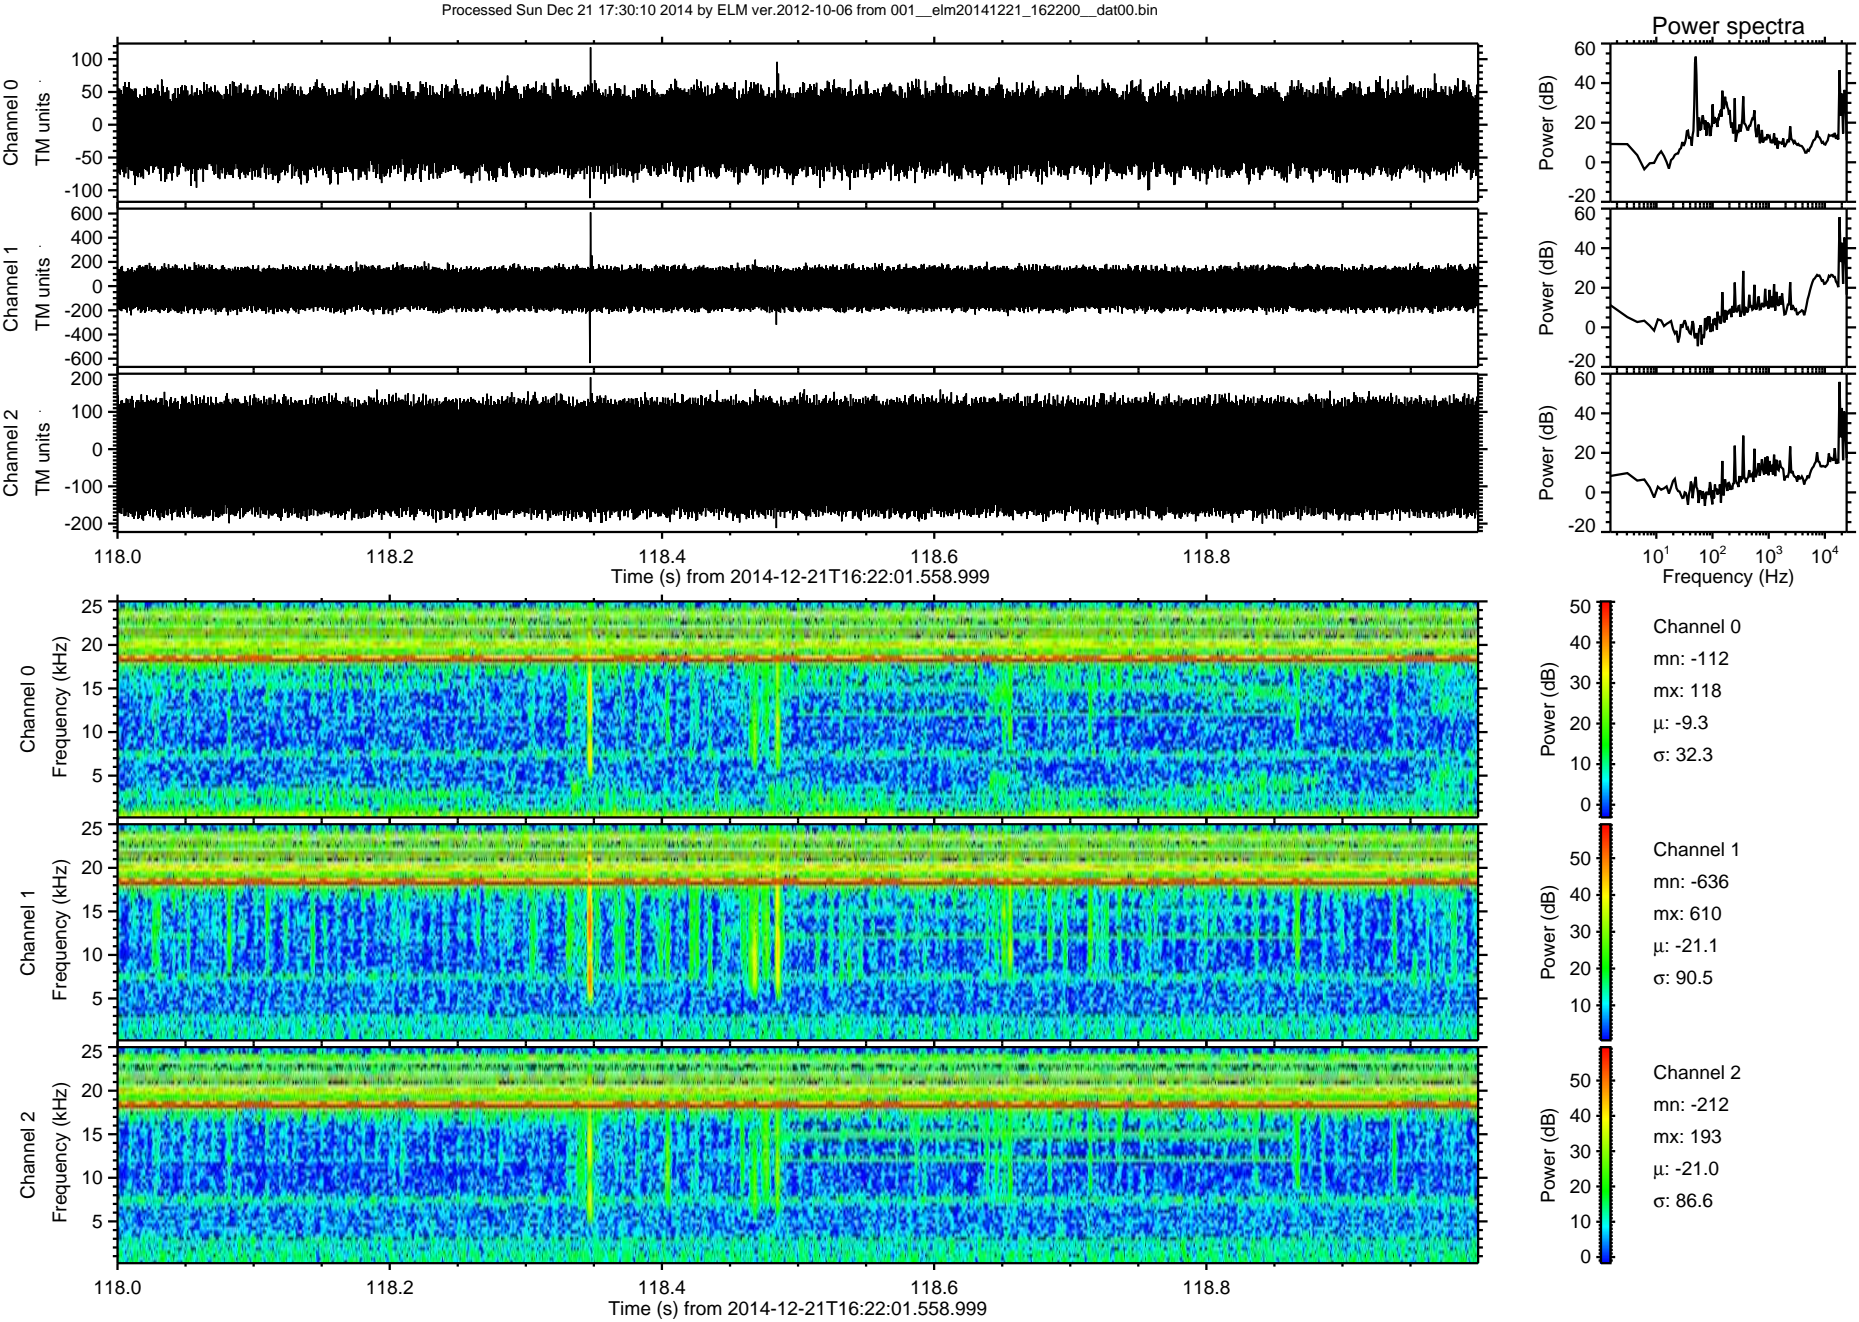 Processed Sun Dec 21 17:30:10 2014 by ELM ver.2012-10-06 from 001__elm20141221_162200__dat00.bin
Power spectra
Channel 0
TM units
100
50
0
-50
-100
Power (dB)
60
40
20
0
-20
Channel 1
TM units
600
400
200
0
-200
-400
-600
Power (dB)
60
40
20
0
-20
Channel 2
TM units
200
100
0
-100
-200
Power (dB)
60
40
20
0
-20
118.0 118.2 118.4 118.6 118.8
Time (s) from 2014-12-21T16:22:01.558.999
10^1 10^2 10^3 10^4
Frequency (Hz)
Channel 0
Frequency (kHz)
25
20
15
10
5
Power (dB)
50
40
30
20
10
0
Channel 0
mn: -112
mx: 118
μ: -9.3
σ: 32.3
Channel 1
Frequency (kHz)
25
20
15
10
5
Power (dB)
50
40
30
20
10
Channel 1
mn: -636
mx: 610
μ: -21.1
σ: 90.5
Channel 2
Frequency (kHz)
25
20
15
10
5
Power (dB)
50
40
30
20
10
0
Channel 2
mn: -212
mx: 193
μ: -21.0
σ: 86.6
118.0 118.2 118.4 118.6 118.8
Time (s) from 2014-12-21T16:22:01.558.999